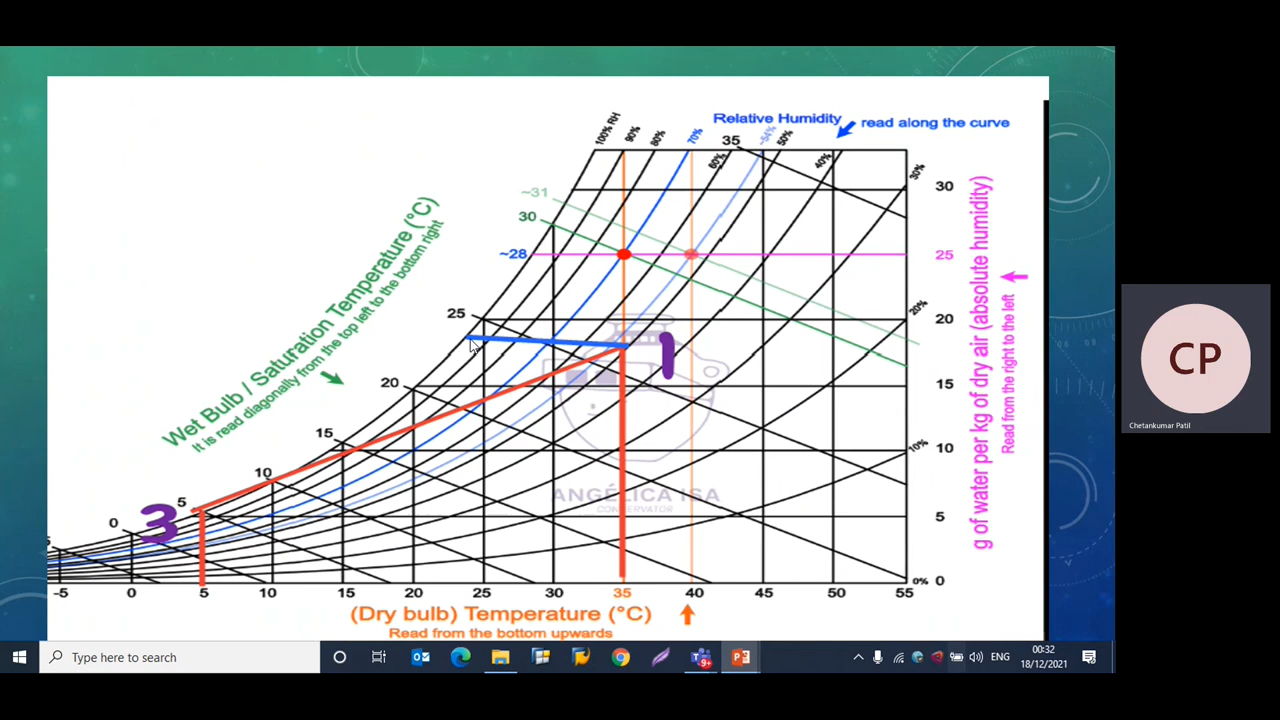 Relative Humidity read along the curve
100% RH
90%
80%
70%
60%
35
~54%
50%
40%
30%
20%
10%
0%
Wet Bulb / Saturation Temperature (°C)
It is read diagonally from the top left to the bottom right
~31
30
~28
25
20
15
10
5
0
5
1
3
30
25
20
15
10
5
0
g of water per kg of dry air (absolute humidity)
Read from the right to the left
ANGÉLICA ISA
CONSERVATOR
-5 0 5 10 15 20 25 30 35 40 45 50 55
(Dry bulb) Temperature (°C)
Read from the bottom upwards
CP
Chetankumar Patil
Type here to search
9+
ENG
00:32
18/12/2021